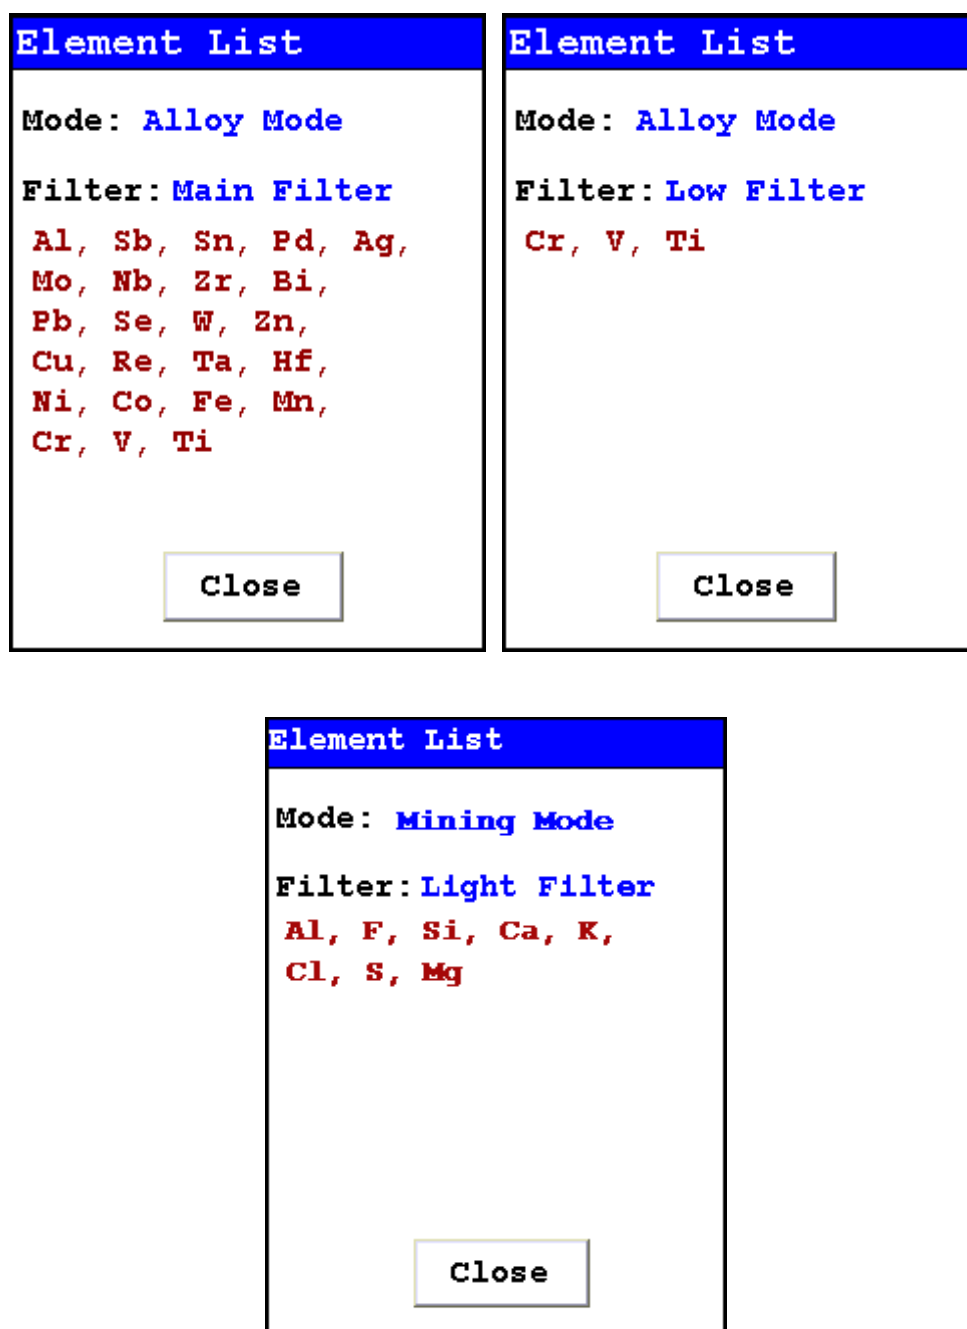 Element List
Mode: Alloy Mode
Filter: Main Filter
Al, Sb, Sn, Pd, Ag,
Mo, Nb, Zr, Bi,
Pb, Se, W, Zn,
Cu, Re, Ta, Hf,
Ni, Co, Fe, Mn,
Cr, V, Ti
Close
Element List
Mode: Alloy Mode
Filter: Low Filter
Cr, V, Ti
Close
Element List
Mode: Mining Mode
Filter: Light Filter
Al, F, Si, Ca, K,
Cl, S, Mg
Close